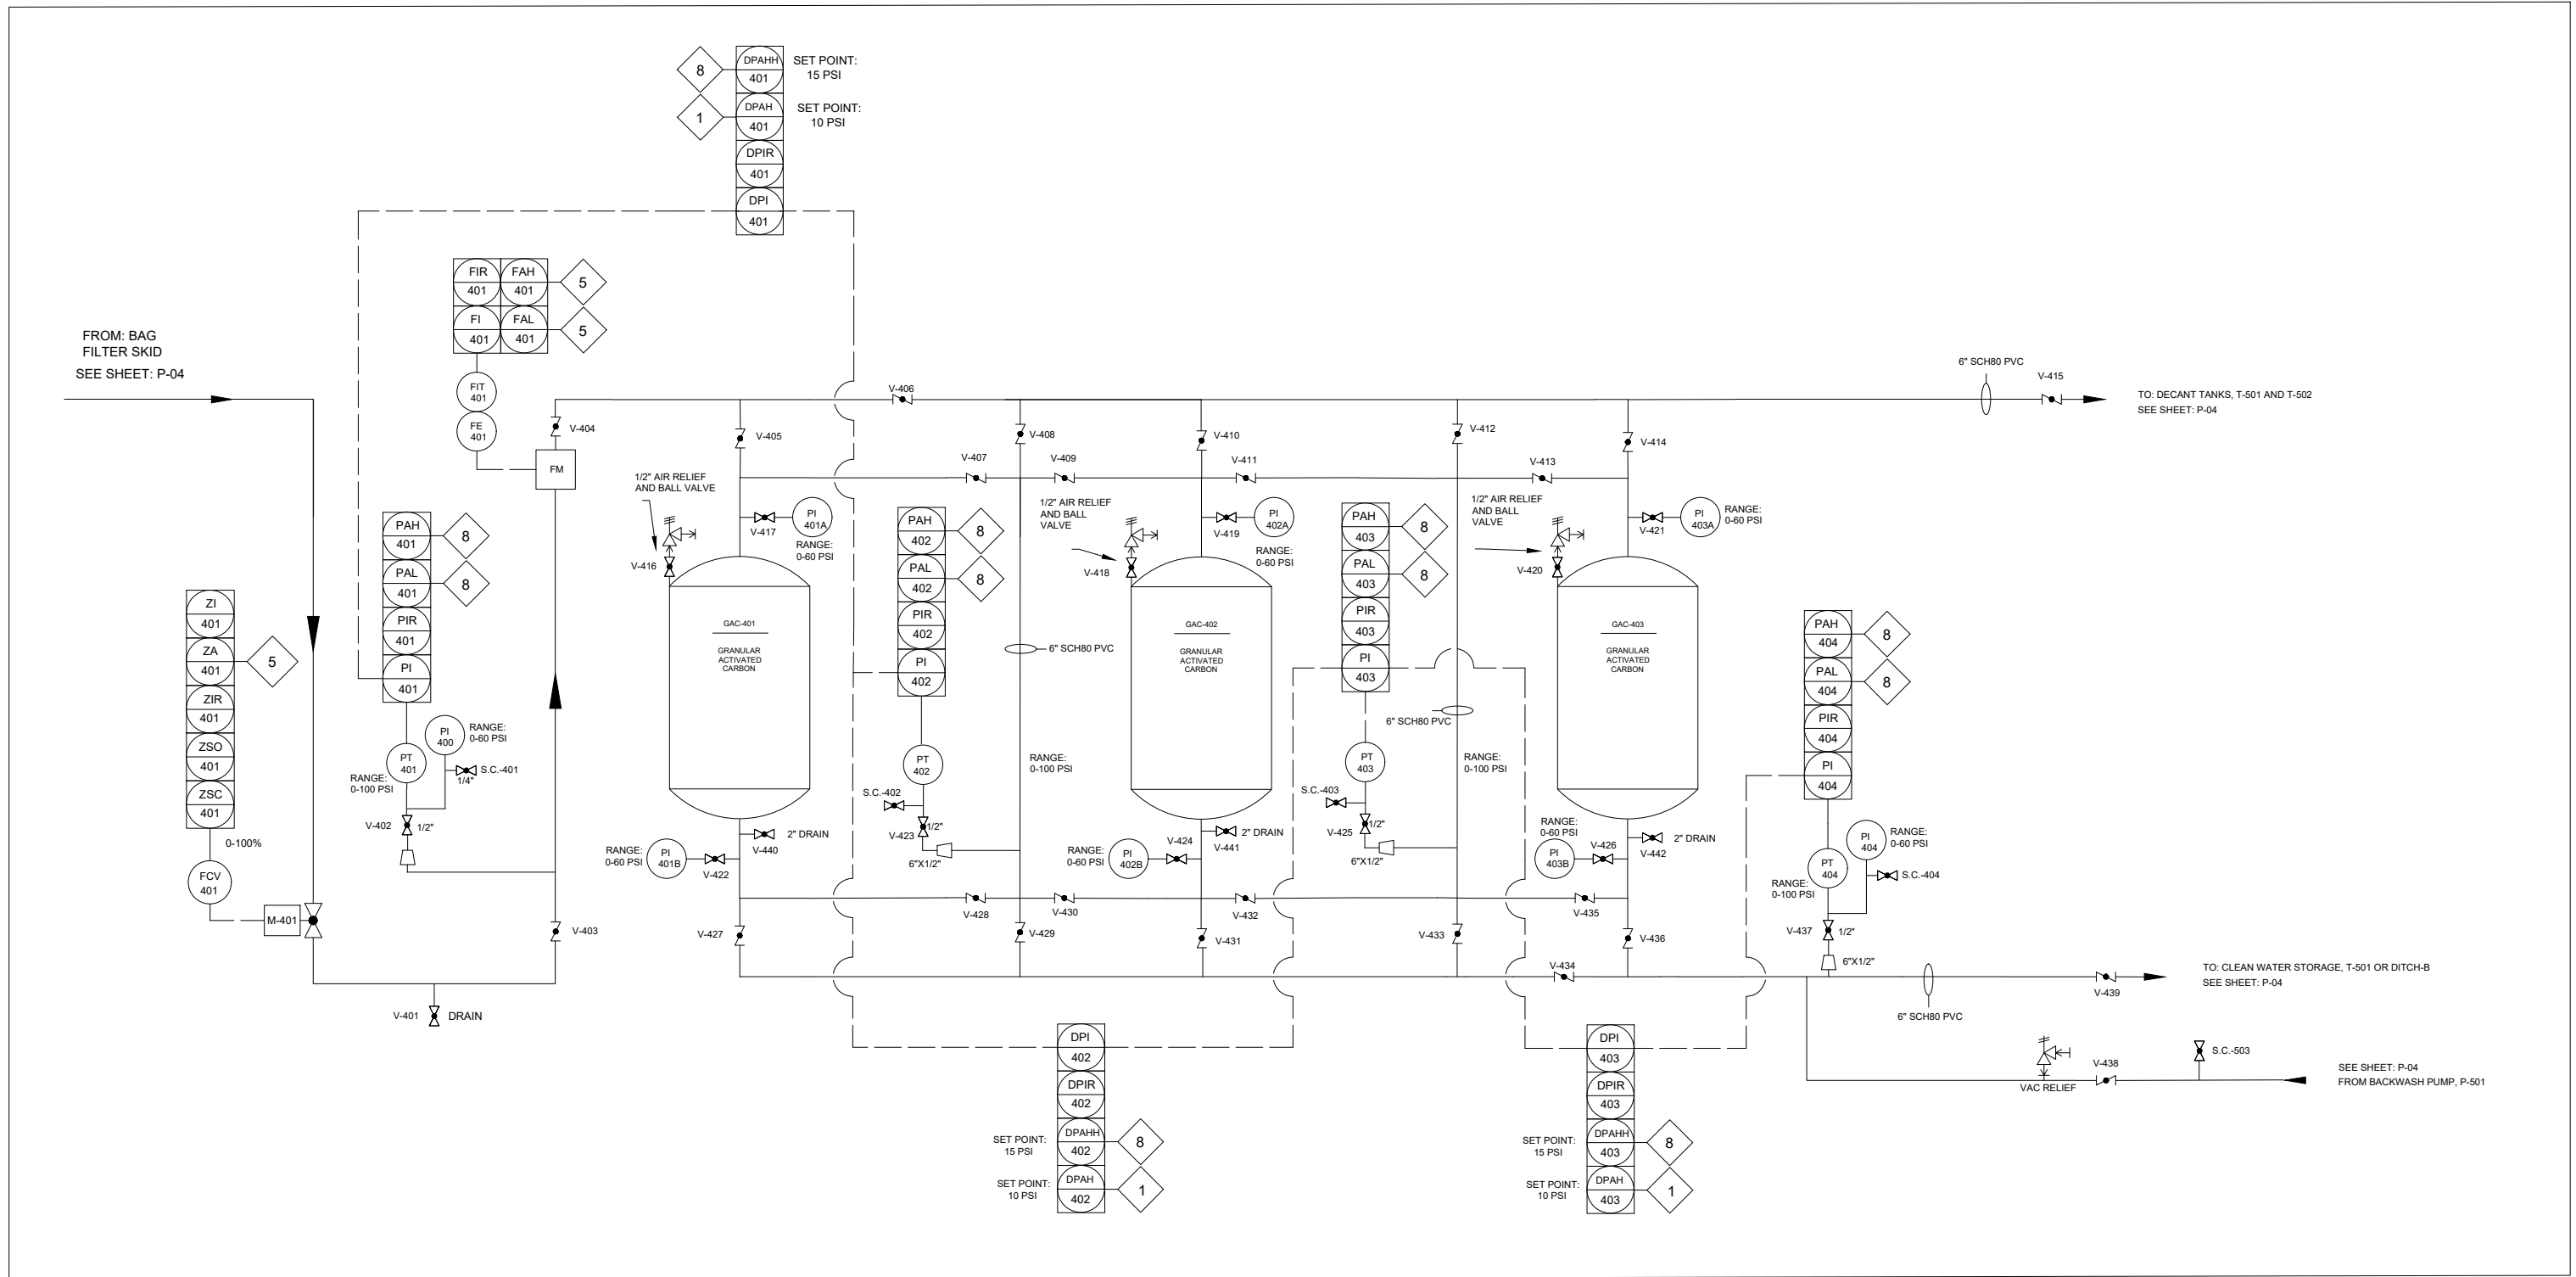 DPAHH
401
8
SET POINT:
15 PSI
DPAH
401
1
SET POINT:
10 PSI
DPIR
401
DPI
401
FIR
401
FAH
401
5
FI
401
FAL
401
5
FIT
401
FE
401
FM
V-404
FROM: BAG
FILTER SKID
SEE SHEET: P-04
ZI
401
ZA
401
5
ZIR
401
ZSO
401
ZSC
401
0-100%
FCV
401
M-401
PAH
401
8
PAL
401
8
PIR
401
PI
401
PI
400
RANGE:
0-60 PSI
PT
401
RANGE:
0-100 PSI
S.C.-401
1/4"
V-402
1/2"
V-403
V-401
DRAIN
V-405
V-406
V-407
V-408
V-409
V-410
V-411
V-412
V-413
V-414
6" SCH80 PVC
V-415
TO: DECANT TANKS, T-501 AND T-502
SEE SHEET: P-04
1/2" AIR RELIEF
AND BALL VALVE
V-416
V-417
PI
401A
RANGE:
0-60 PSI
GAC-401
GRANULAR
ACTIVATED
CARBON
V-440
2" DRAIN
RANGE:
0-60 PSI
PI
401B
V-422
V-427
PAH
402
8
PAL
402
8
PIR
402
PI
402
PT
402
S.C.-402
V-423
1/2"
6"X1/2"
6" SCH80 PVC
RANGE:
0-100 PSI
V-428
V-430
V-429
1/2" AIR RELIEF
AND BALL
VALVE
V-418
V-419
PI
402A
RANGE:
0-60 PSI
GAC-402
GRANULAR
ACTIVATED
CARBON
V-424
2" DRAIN
V-441
RANGE:
0-60 PSI
PI
402B
V-432
V-431
PAH
403
8
PAL
403
8
PIR
403
PI
403
PT
403
S.C.-403
V-425
1/2"
6"X1/2"
6" SCH80 PVC
RANGE:
0-100 PSI
V-433
V-434
1/2" AIR RELIEF
AND BALL
VALVE
V-420
V-421
PI
403A
RANGE:
0-60 PSI
GAC-403
GRANULAR
ACTIVATED
CARBON
RANGE:
0-60 PSI
PI
403B
V-426
2" DRAIN
V-442
V-435
V-436
PAH
404
8
PAL
404
8
PIR
404
PI
404
PI
404
RANGE:
0-60 PSI
PT
404
RANGE:
0-100 PSI
S.C.-404
V-437
1/2"
6"X1/2"
6" SCH80 PVC
V-439
TO: CLEAN WATER STORAGE, T-501 OR DITCH-B
SEE SHEET: P-04
VAC RELIEF
V-438
S.C.-503
SEE SHEET: P-04
FROM BACKWASH PUMP, P-501
DPI
402
DPIR
402
SET POINT:
15 PSI
DPAHH
402
8
SET POINT:
10 PSI
DPAH
402
1
DPI
403
DPIR
403
SET POINT:
15 PSI
DPAHH
403
8
SET POINT:
10 PSI
DPAH
403
1